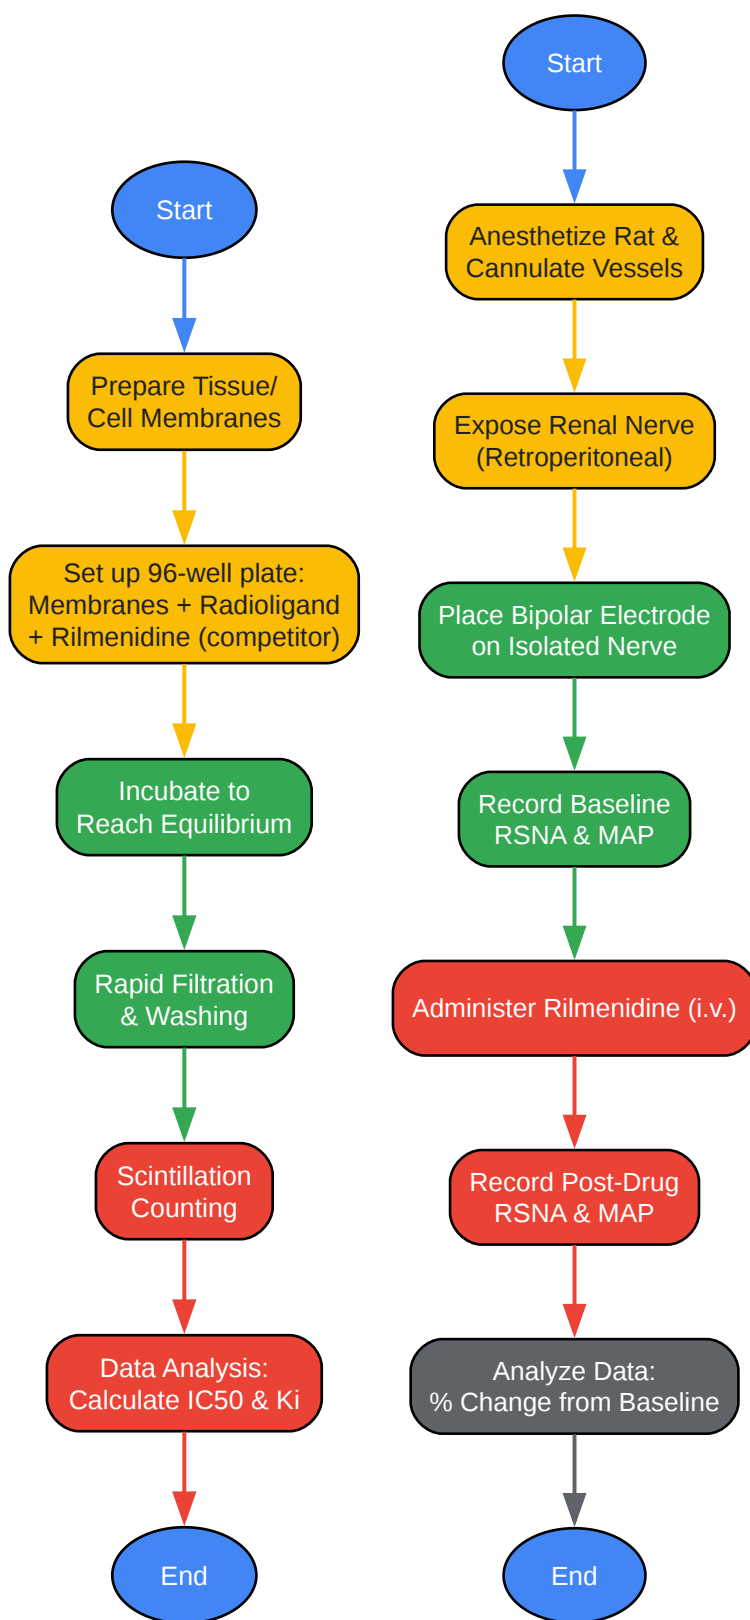 Start
Prepare Tissue/
Cell Membranes
Set up 96-well plate:
Membranes + Radioligand
+ Rilmenidine (competitor)
Incubate to
Reach Equilibrium
Rapid Filtration
& Washing
Scintillation
Counting
Data Analysis:
Calculate IC50 & Ki
End
Start
Anesthetize Rat &
Cannulate Vessels
Expose Renal Nerve
(Retroperitoneal)
Place Bipolar Electrode
on Isolated Nerve
Record Baseline
RSNA & MAP
Administer Rilmenidine (i.v.)
Record Post-Drug
RSNA & MAP
Analyze Data:
% Change from Baseline
End